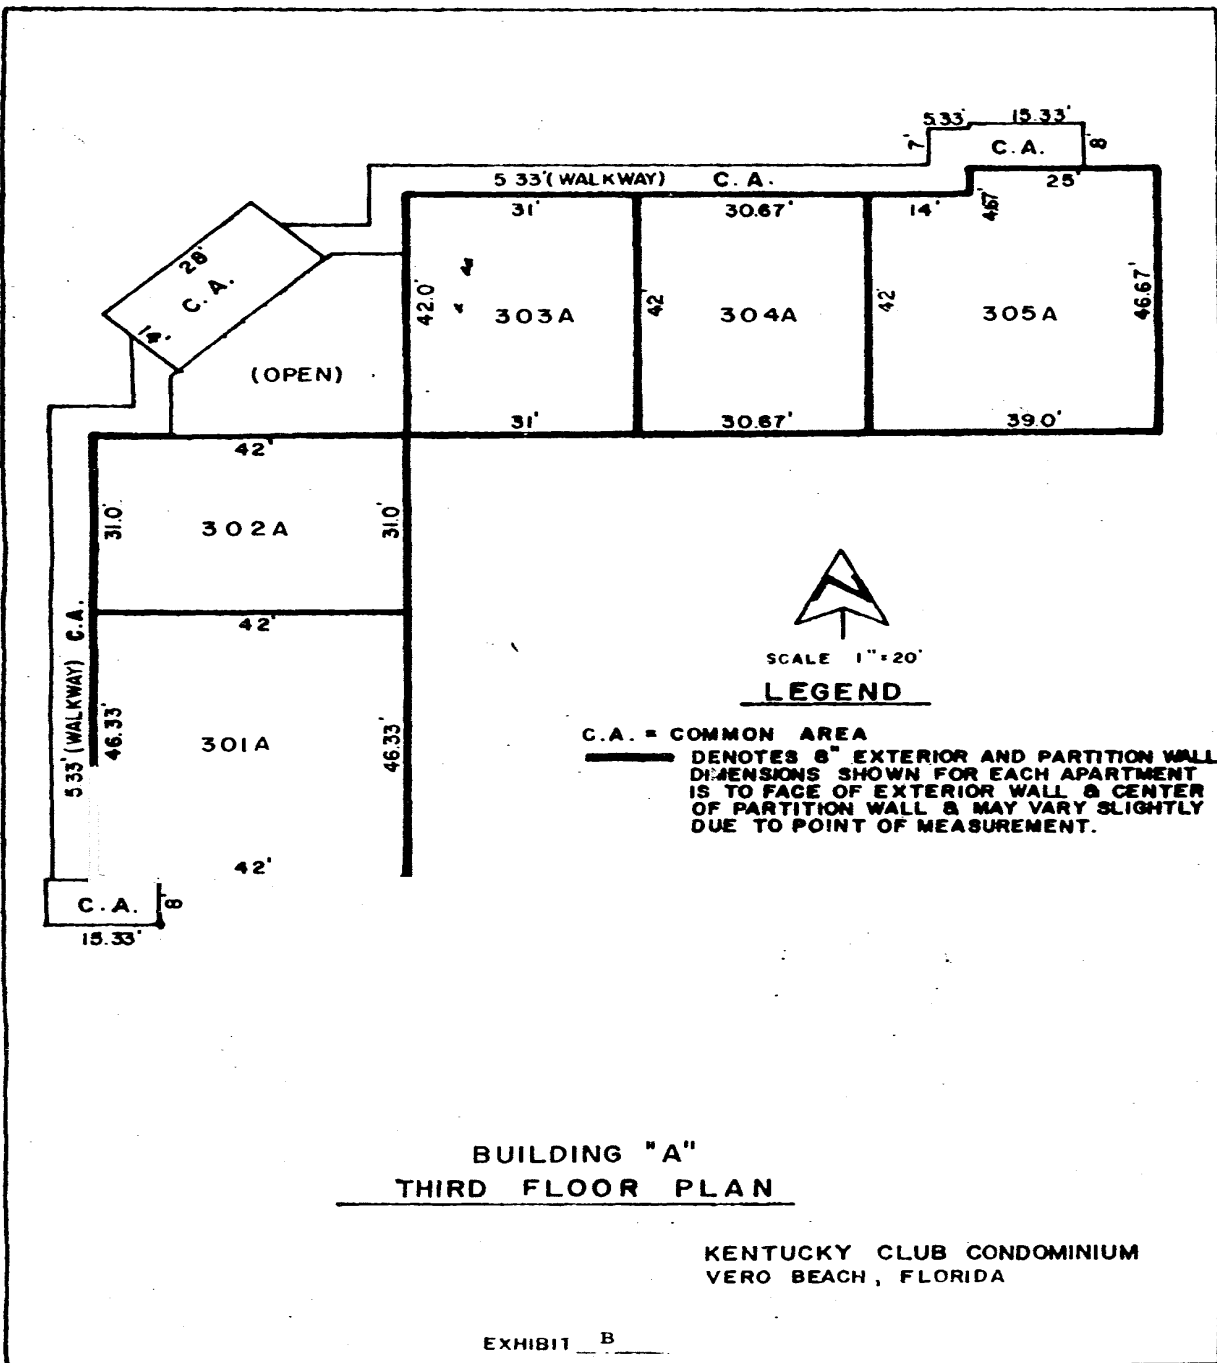 5.33' 15.33'
7' C.A. 8'
5 33'(WALKWAY) C.A. 25'
31' 30.67' 14' 4.67'
28'
C.A.
14'
42.0' 42' 42' 46.67'
303A 304A 305A
(OPEN)
31' 30.67' 39.0'
42'
31.0' 302A 31.0'
42'
5.33' (WALKWAY) C.A.
46.33' 301A 46.33'
42'
C.A. 8'
15.33'
N
SCALE 1"=20'
LEGEND
C.A. = COMMON AREA
DENOTES 8" EXTERIOR AND PARTITION WALL
DIMENSIONS SHOWN FOR EACH APARTMENT
IS TO FACE OF EXTERIOR WALL & CENTER
OF PARTITION WALL & MAY VARY SLIGHTLY
DUE TO POINT OF MEASUREMENT.
BUILDING "A"
THIRD FLOOR PLAN
KENTUCKY CLUB CONDOMINIUM
VERO BEACH, FLORIDA
EXHIBIT B